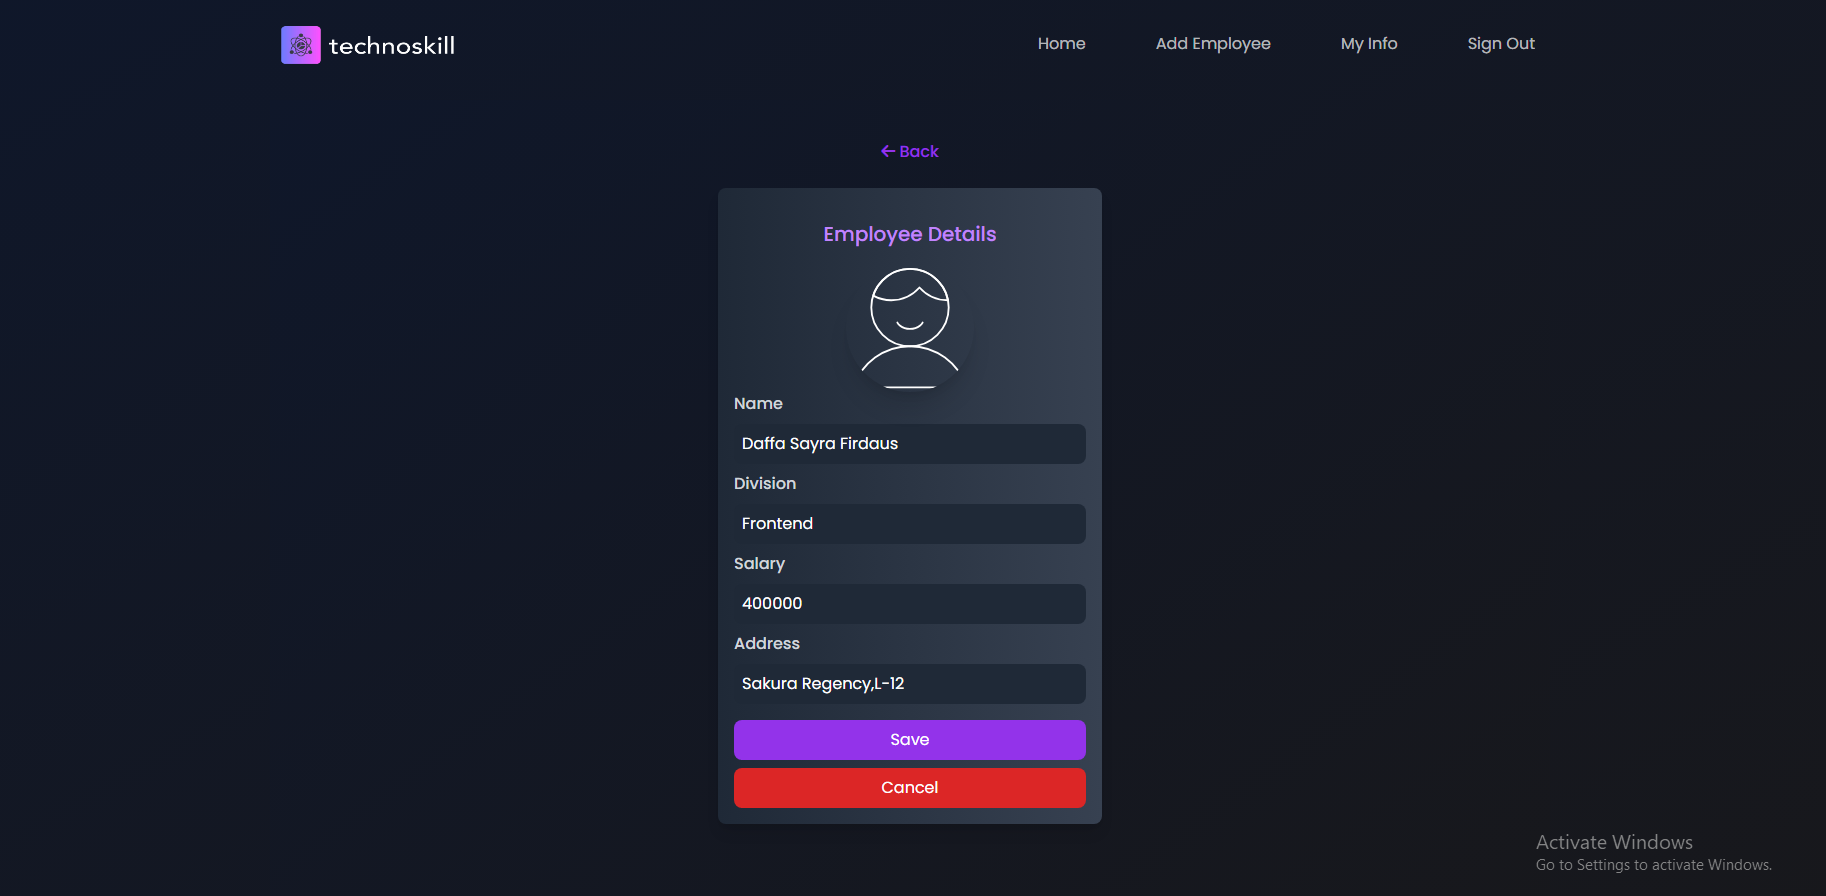 technoskill
Home
Add Employee
My Info
Sign Out
← Back
Employee Details
Name
Daffa Sayra Firdaus
Division
Frontend
Salary
400000
Address
Sakura Regency,L-12
Save
Cancel
Activate Windows
Go to Settings to activate Windows.